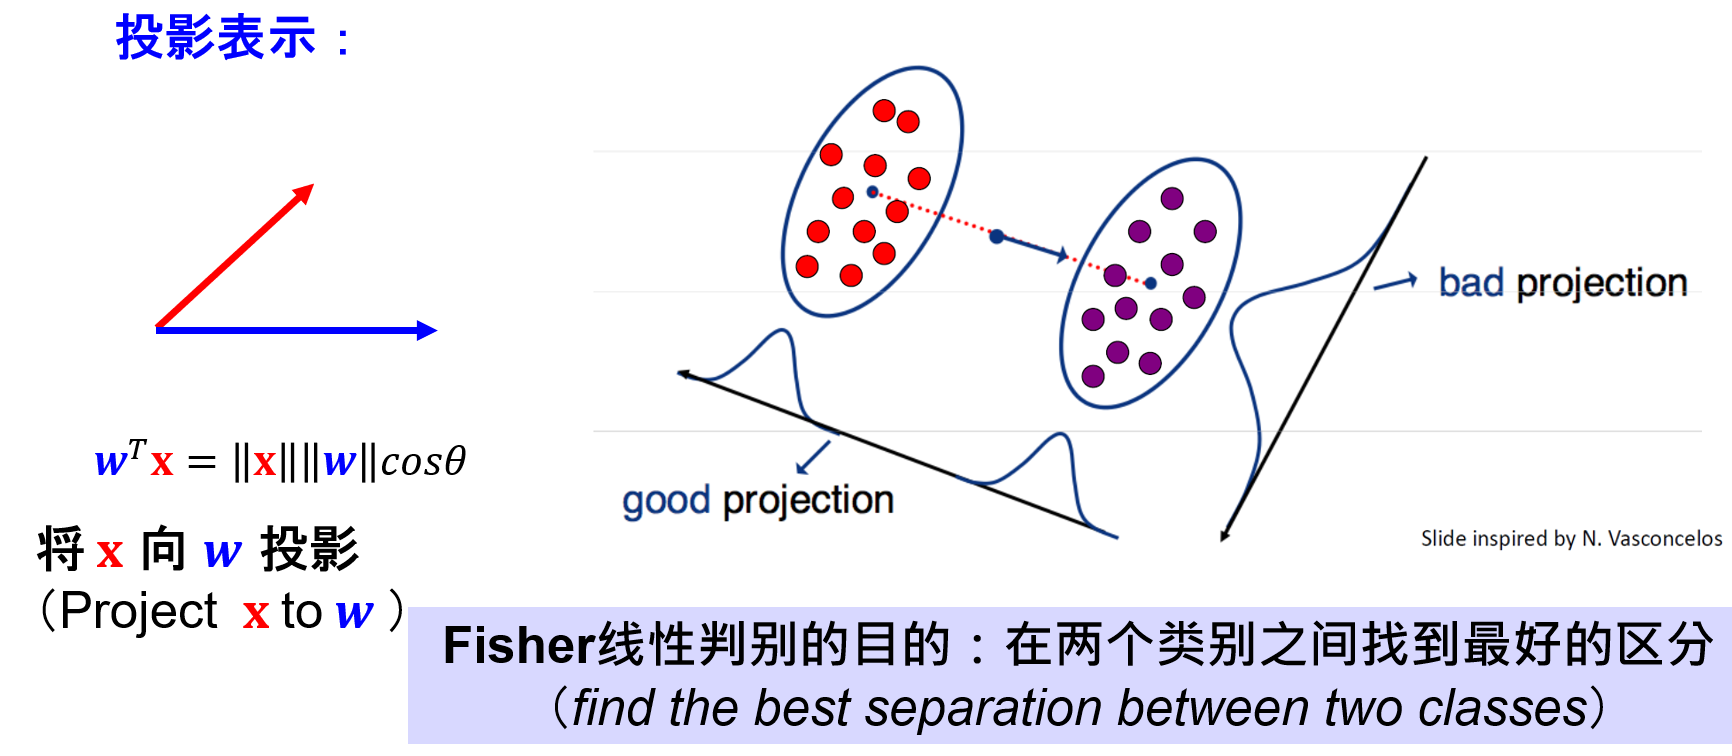 投影表示：
bad projection
𝒘ᵀ𝐱 = ‖𝐱‖‖𝒘‖𝑐𝑜𝑠𝜃
good projection
Slide inspired by N. Vasconcelos
将 𝐱 向 𝒘 投影
（Project 𝐱 to 𝒘 ）
Fisher线性判别的目的：在两个类别之间找到最好的区分
（find the best separation between two classes）